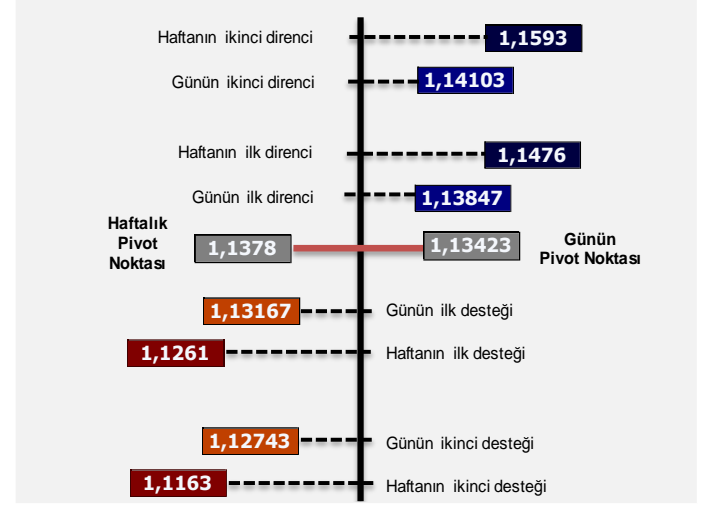 Haftanın ikinci direnci 1,1593
Günün ikinci direnci 1,14103
Haftanın ilk direnci 1,1476
Günün ilk direnci 1,13847
Haftalık
Pivot
Noktası
1,1378
1,13423
Günün
Pivot Noktası
1,13167 Günün ilk desteği
1,1261 Haftanın ilk desteği
1,12743 Günün ikinci desteği
1,1163 Haftanın ikinci desteği